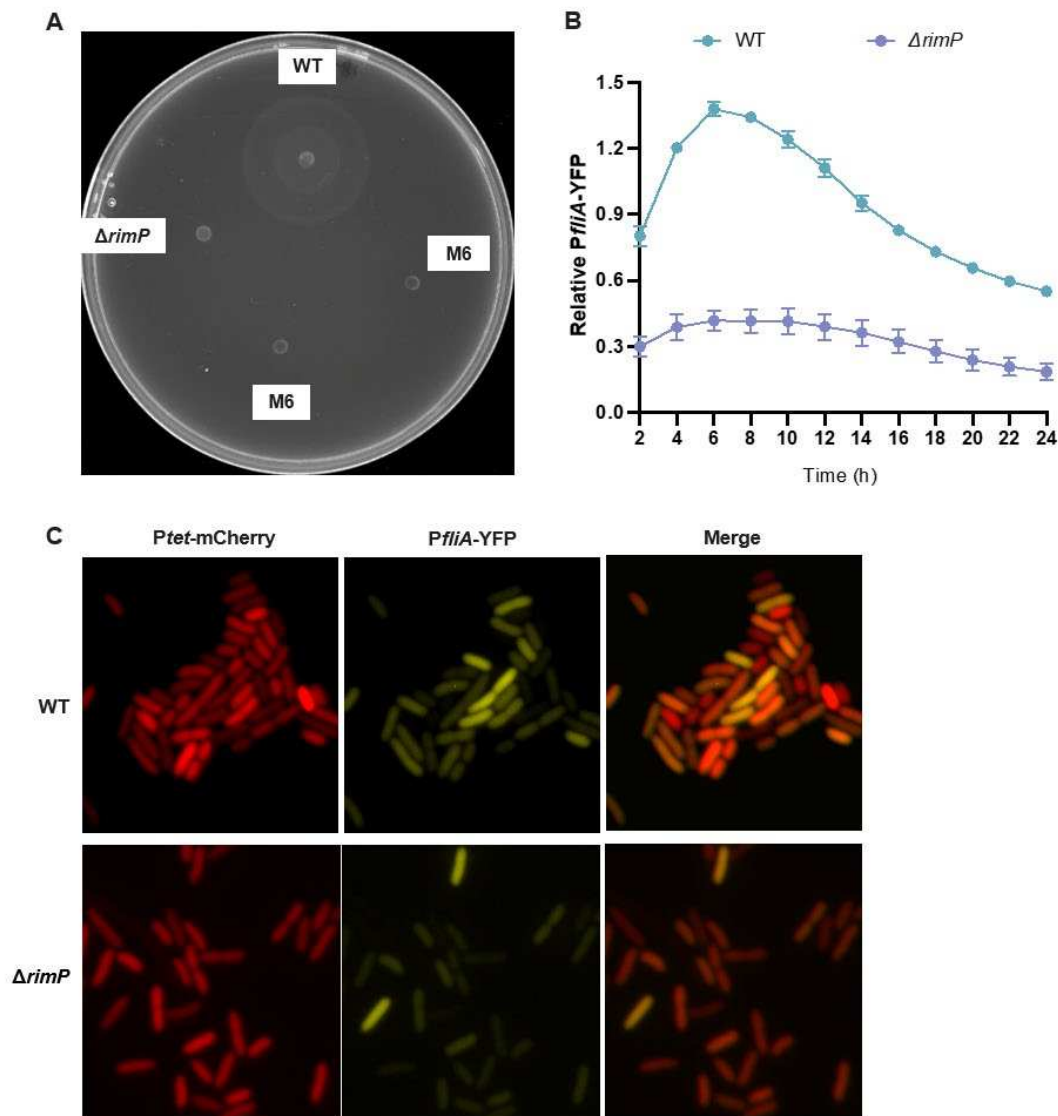 A
WT
ΔrimP
M6
M6
B
WT
ΔrimP
Relative PfliA-YFP
1.5
1.2
0.9
0.6
0.3
0.0
2 4 6 8 10 12 14 16 18 20 22 24
Time (h)
C
Ptet-mCherry PfliA-YFP Merge
WT
ΔrimP